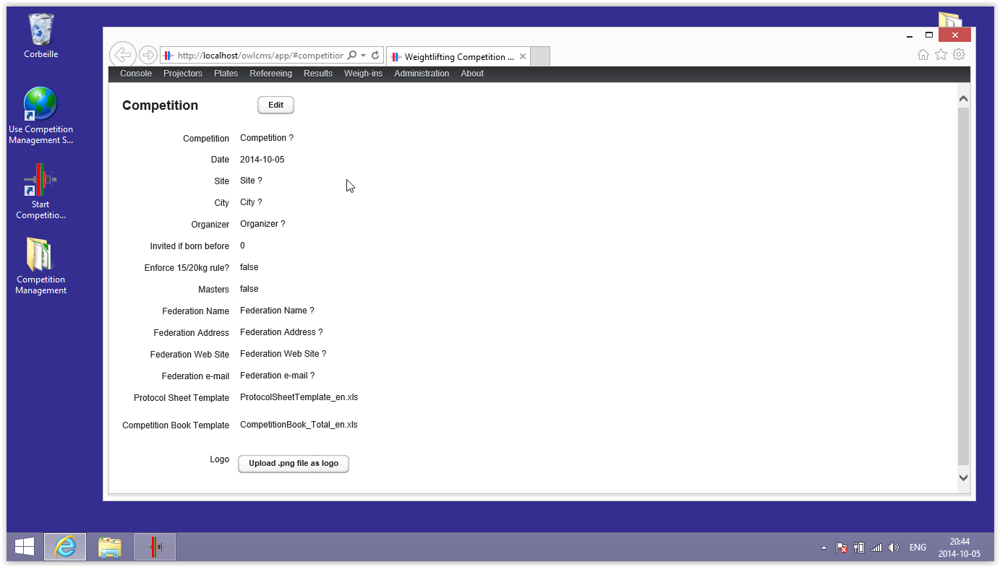 Corbeille
Use Competition
Management S...
Start
Competitio...
Competition
Management
http://localhost/owlcms/app/#competition
Weightlifting Competition ...
Console Projectors Plates Refereeing Results Weigh-ins Administration About
Competition Edit
Competition Competition ?
Date 2014-10-05
Site Site ?
City City ?
Organizer Organizer ?
Invited if born before 0
Enforce 15/20kg rule? false
Masters false
Federation Name Federation Name ?
Federation Address Federation Address ?
Federation Web Site Federation Web Site ?
Federation e-mail Federation e-mail ?
Protocol Sheet Template ProtocolSheetTemplate_en.xls
Competition Book Template CompetitionBook_Total_en.xls
Logo Upload .png file as logo
ENG
20:44
2014-10-05